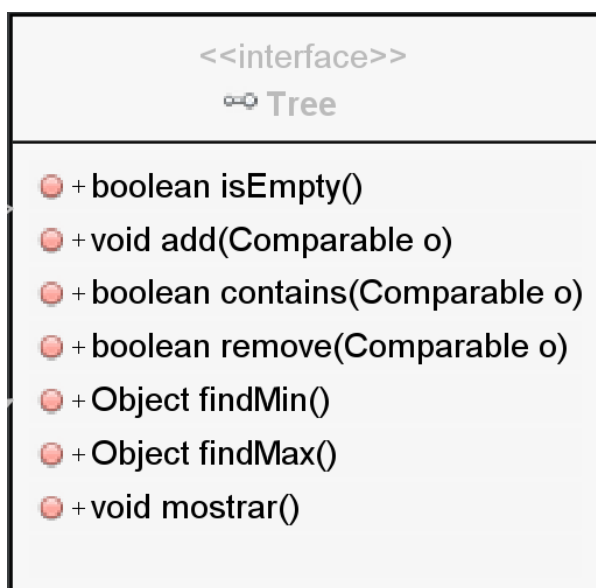 <<interface>>
Tree
+ boolean isEmpty()
+ void add(Comparable o)
+ boolean contains(Comparable o)
+ boolean remove(Comparable o)
+ Object findMin()
+ Object findMax()
+ void mostrar()